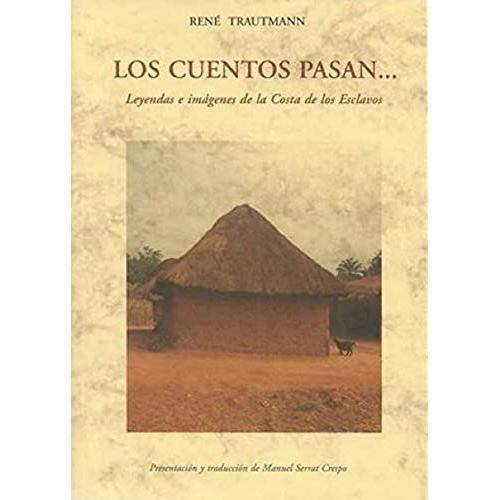 RENÉ TRAUTMANN
LOS CUENTOS PASAN...
Leyendas e imágenes de la Costa de los Esclavos
Presentación y traducción de Manuel Serrat Crespo